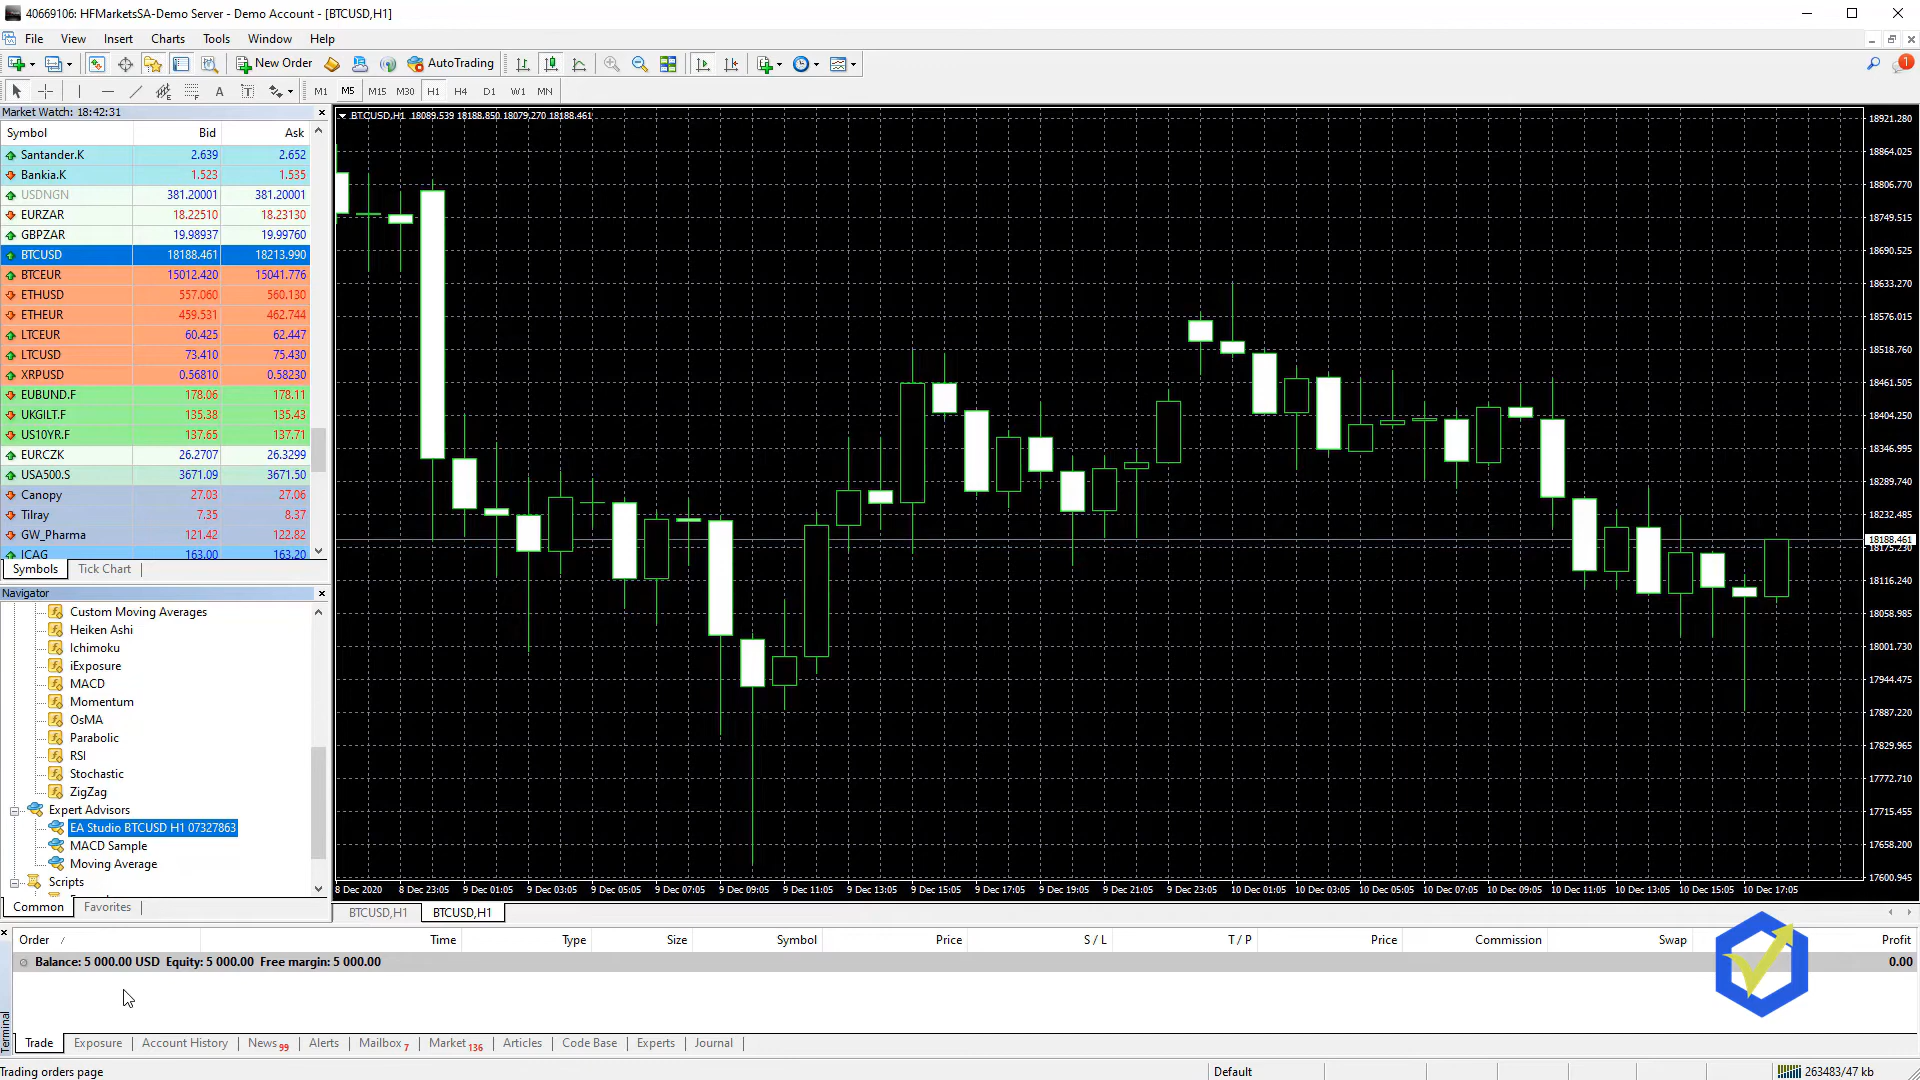 40669106: HFMarketsSA-Demo Server - Demo Account - [BTCUSD,H1]
File View Insert Charts Tools Window Help
New Order AutoTrading 1
A T M1 M5 M15 M30 H1 H4 D1 W1 MN
Market Watch: 18:42:31
Symbol Bid Ask
Santander.K 2.639 2.652
Bankia.K 1.523 1.535
USDNGN 381.20001 381.20001
EURZAR 18.22510 18.23130
GBPZAR 19.98937 19.99760
BTCUSD 18188.461 18213.990
BTCEUR 15012.420 15041.776
ETHUSD 557.060 560.130
ETHEUR 459.531 462.744
LTCEUR 60.425 62.447
LTCUSD 73.410 75.430
XRPUSD 0.56810 0.58230
EUBUND.F 178.06 178.11
UKGILT.F 135.38 135.43
US10YR.F 137.65 137.71
EURCZK 26.2707 26.3299
USA500.S 3671.09 3671.50
Canopy 27.03 27.06
Tilray 7.35 8.37
GW_Pharma 121.42 122.82
ICAG 163.00 163.20
Symbols Tick Chart
Navigator
Custom Moving Averages
Heiken Ashi
Ichimoku
iExposure
MACD
Momentum
OsMA
Parabolic
RSI
Stochastic
ZigZag
Expert Advisors
EA Studio BTCUSD H1 07327863
MACD Sample
Moving Average
Scripts
Common Favorites
BTCUSD,H1 18089.539 18188.850 18079.270 18188.461
18921.280
18864.025
18806.770
18749.515
18690.525
18633.270
18576.015
18518.760
18461.505
18404.250
18346.995
18289.740
18232.485
18188.461
18175.230
18116.240
18058.985
18001.730
17944.475
17887.220
17829.965
17772.710
17715.455
17658.200
17600.945
8 Dec 2020 8 Dec 23:05 9 Dec 01:05 9 Dec 03:05 9 Dec 05:05 9 Dec 07:05 9 Dec 09:05 9 Dec 11:05 9 Dec 13:05 9 Dec 15:05 9 Dec 17:05 9 Dec 19:05 9 Dec 21:05 9 Dec 23:05 10 Dec 01:05 10 Dec 03:05 10 Dec 05:05 10 Dec 07:05 10 Dec 09:05 10 Dec 11:05 10 Dec 13:05 10 Dec 15:05 10 Dec 17:05
BTCUSD,H1 BTCUSD,H1
Order / Time Type Size Symbol Price S / L T / P Price Commission Swap Profit
Balance: 5 000.00 USD Equity: 5 000.00 Free margin: 5 000.00 0.00
Terminal
Trade Exposure Account History News 99 Alerts Mailbox 7 Market 136 Articles Code Base Experts Journal
Trading orders page Default 263483/47 kb